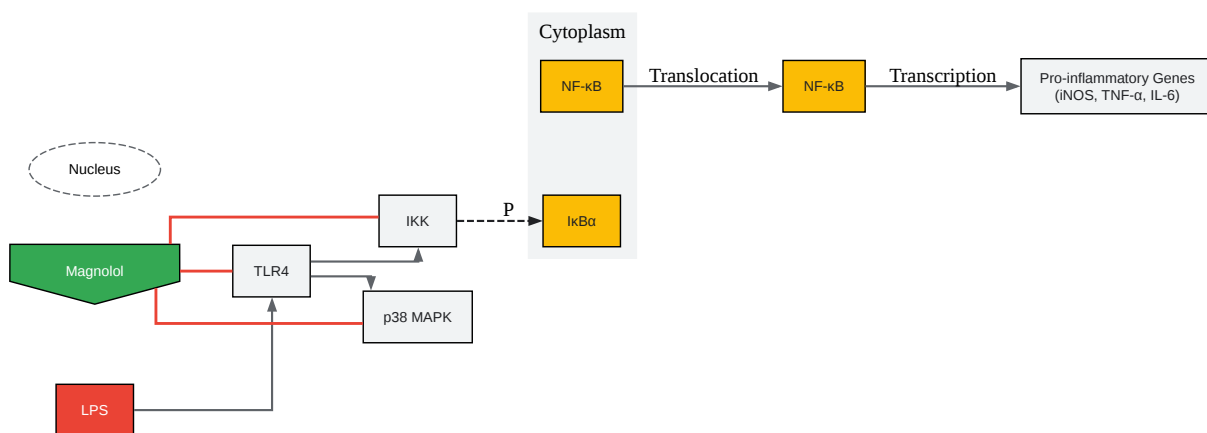 Cytoplasm
NF-κB
Translocation
NF-κB
Transcription
Pro-inflammatory Genes
(iNOS, TNF-α, IL-6)
Nucleus
IKK
P
IκBα
Magnolol
TLR4
p38 MAPK
LPS